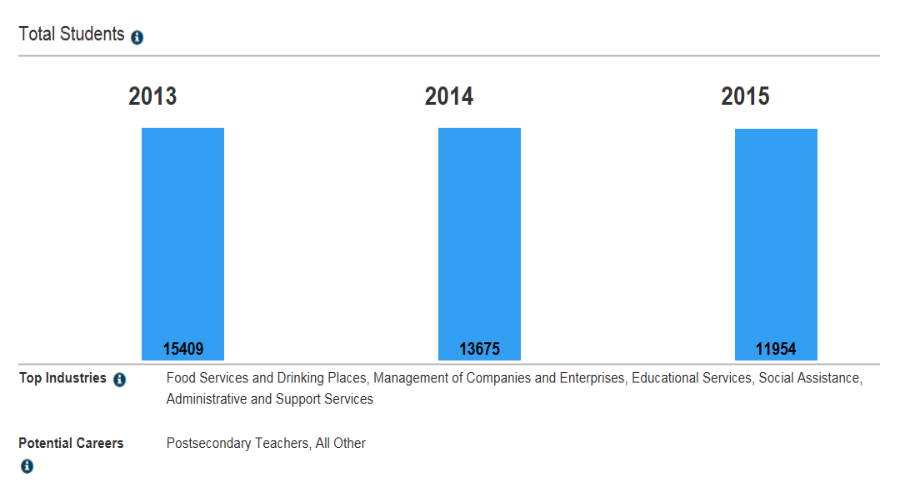 Total Students
2013 2014 2015
15409 13675 11954
Top Industries Food Services and Drinking Places, Management of Companies and Enterprises, Educational Services, Social Assistance,
Administrative and Support Services
Potential Careers Postsecondary Teachers, All Other